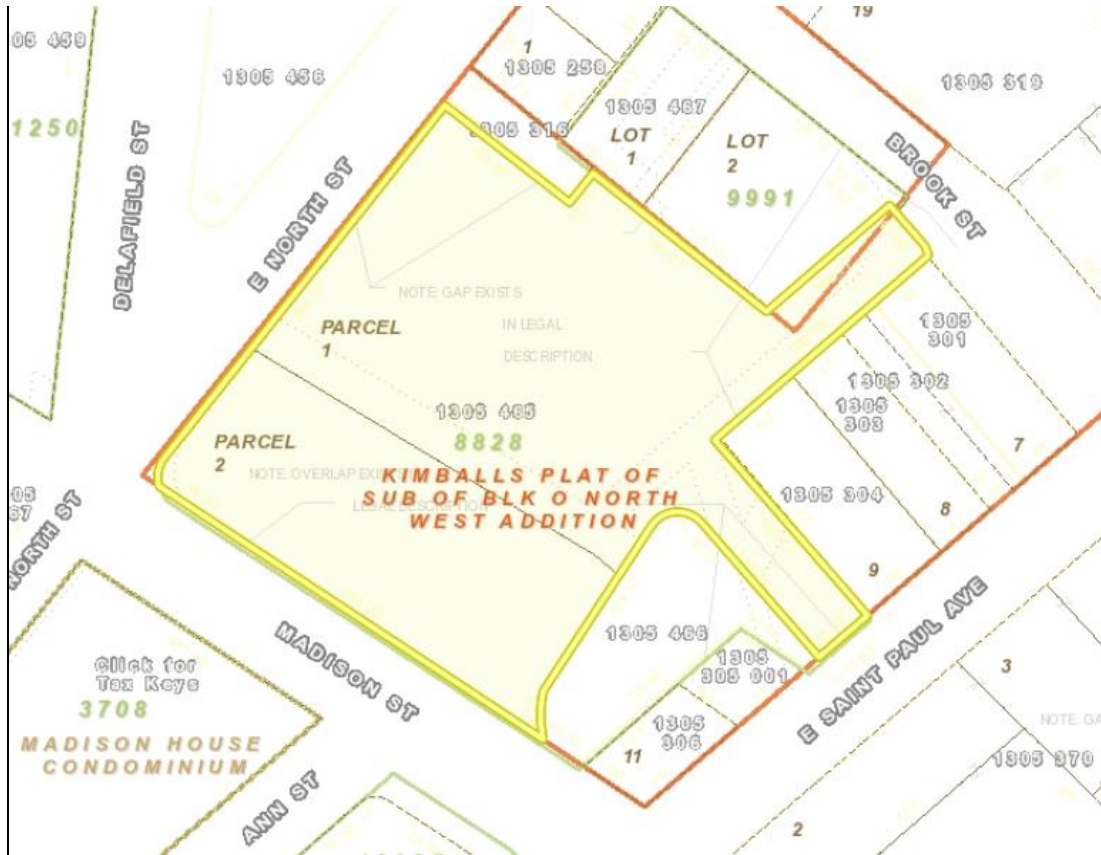 19
05 459
1305 456
1
1305 258
1305 319
1250
DELAFIELD ST
1305 316
1305 467
LOT
1
LOT
2
9991
BROOK ST
E NORTH ST
NOTE: GAP EXISTS
IN LEGAL
DESCRIPTION
PARCEL
1
1305
301
1305 302
1305
303
1305 465
8828
7
PARCEL
2
NOTE: OVERLAP EXI
LEGAL DESCRIPTION
KIMBALLS PLAT OF
SUB OF BLK O NORTH
WEST ADDITION
1305 304
8
9
05
67
NORTH ST
MADISON ST
1305 466
1305
305 001
E SAINT PAUL AVE
3
Click for
Tax Keys
3708
MADISON HOUSE
CONDOMINIUM
1305
306
11
NOTE: GA
1305 370
ANN ST
2